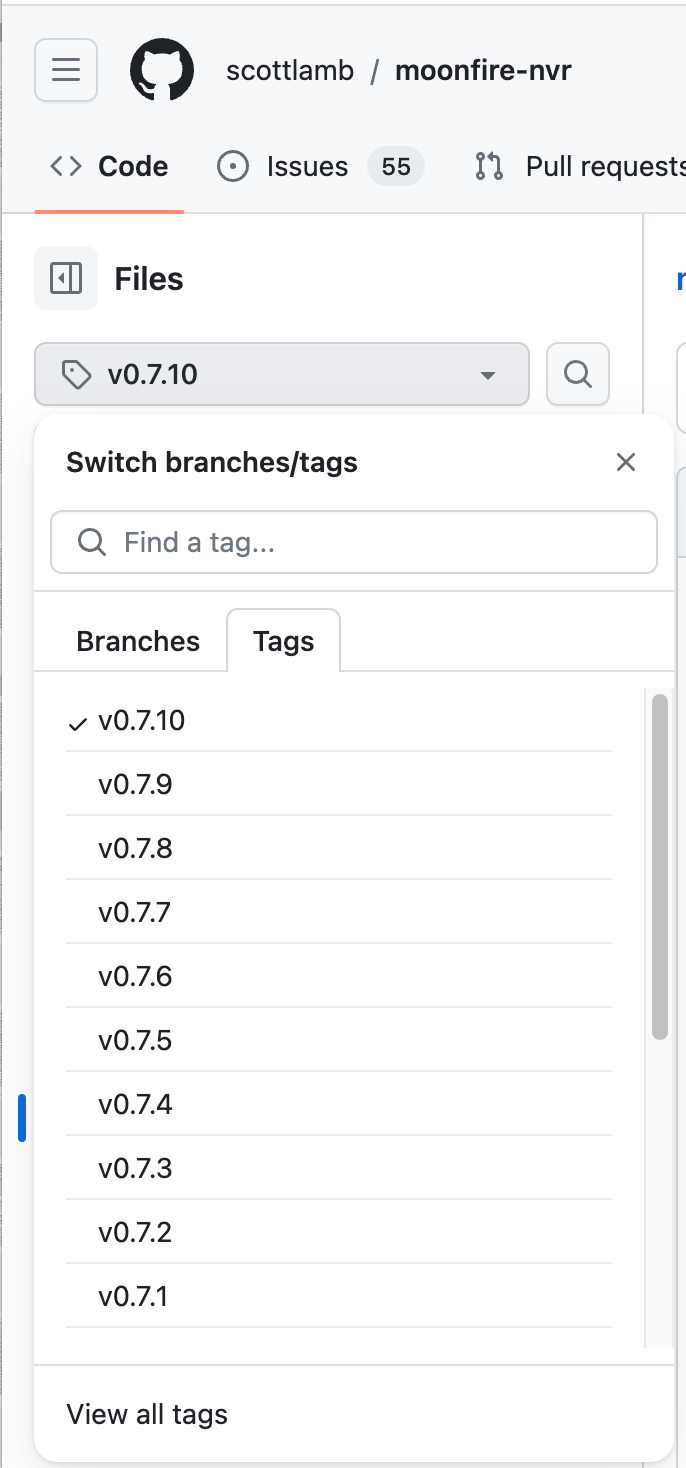 scottlamb / moonfire-nvr
Code Issues 55 Pull requests
Files
v0.7.10
Switch branches/tags
Find a tag...
Branches Tags
v0.7.10
v0.7.9
v0.7.8
v0.7.7
v0.7.6
v0.7.5
v0.7.4
v0.7.3
v0.7.2
v0.7.1
View all tags